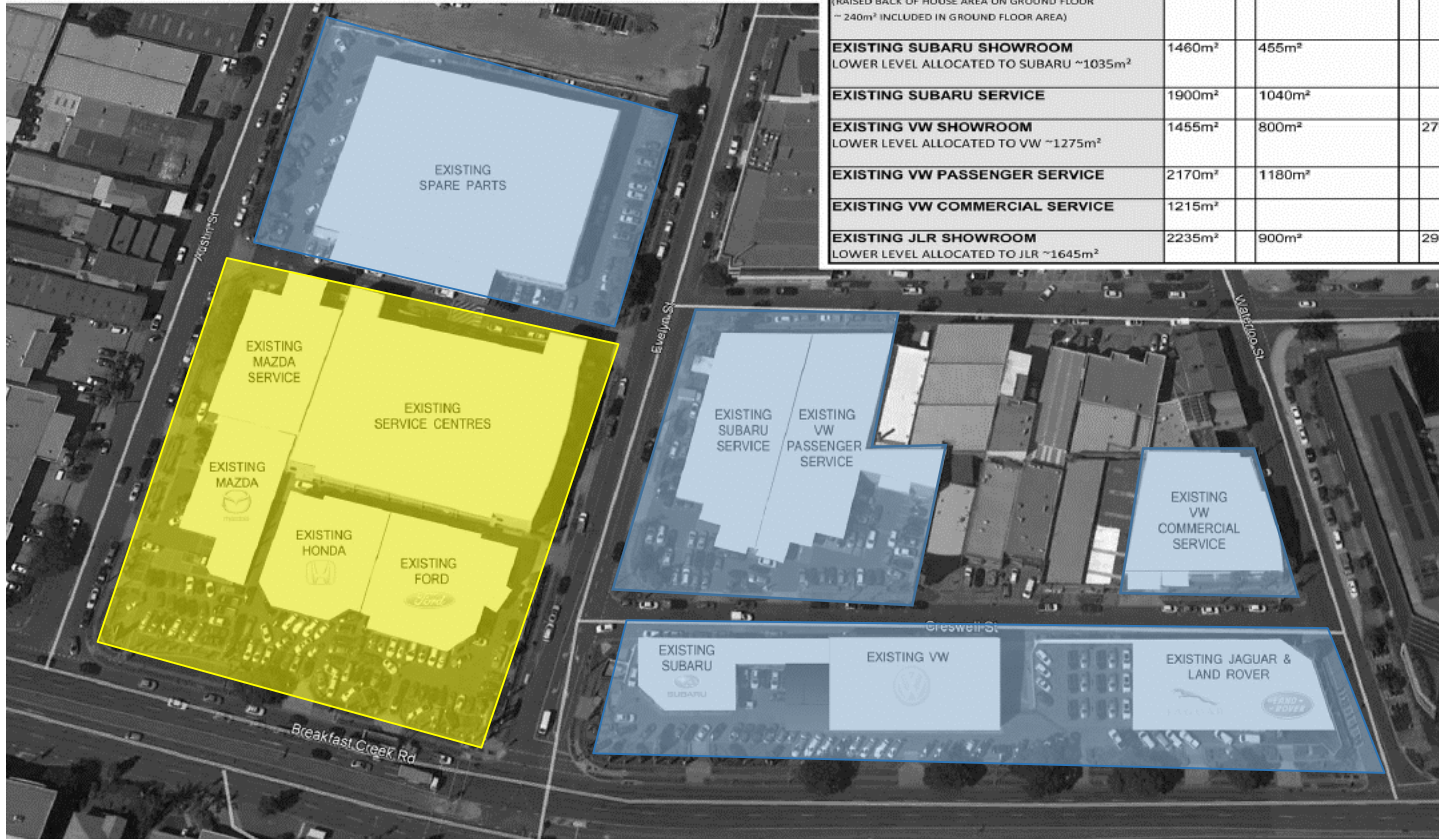 (RAISED BACK OF HOUSE AREA ON GROUND FLOOR
~240m² INCLUDED IN GROUND FLOOR AREA)
EXISTING SUBARU SHOWROOM 1460m² 455m²
LOWER LEVEL ALLOCATED TO SUBARU ~1035m²
EXISTING SUBARU SERVICE 1900m² 1040m²
EXISTING VW SHOWROOM 1455m² 800m² 27
LOWER LEVEL ALLOCATED TO VW ~1275m²
EXISTING VW PASSENGER SERVICE 2170m² 1180m²
EXISTING VW COMMERCIAL SERVICE 1215m²
EXISTING JLR SHOWROOM 2235m² 900m² 29
LOWER LEVEL ALLOCATED TO JLR ~1645m²
EXISTING
SPARE PARTS
Austin St
Evelyn St
Waterloo St
EXISTING
MAZDA
SERVICE
EXISTING
SERVICE CENTRES
EXISTING
MAZDA
mazda
EXISTING
HONDA
EXISTING
FORD
Ford
EXISTING
SUBARU
SERVICE
EXISTING
VW
PASSENGER
SERVICE
EXISTING
VW
COMMERCIAL
SERVICE
Creswell St
EXISTING
SUBARU
SUBARU
EXISTING VW
EXISTING JAGUAR &
LAND ROVER
JAGUAR
LAND-
ROVER
Breakfast Creek Rd